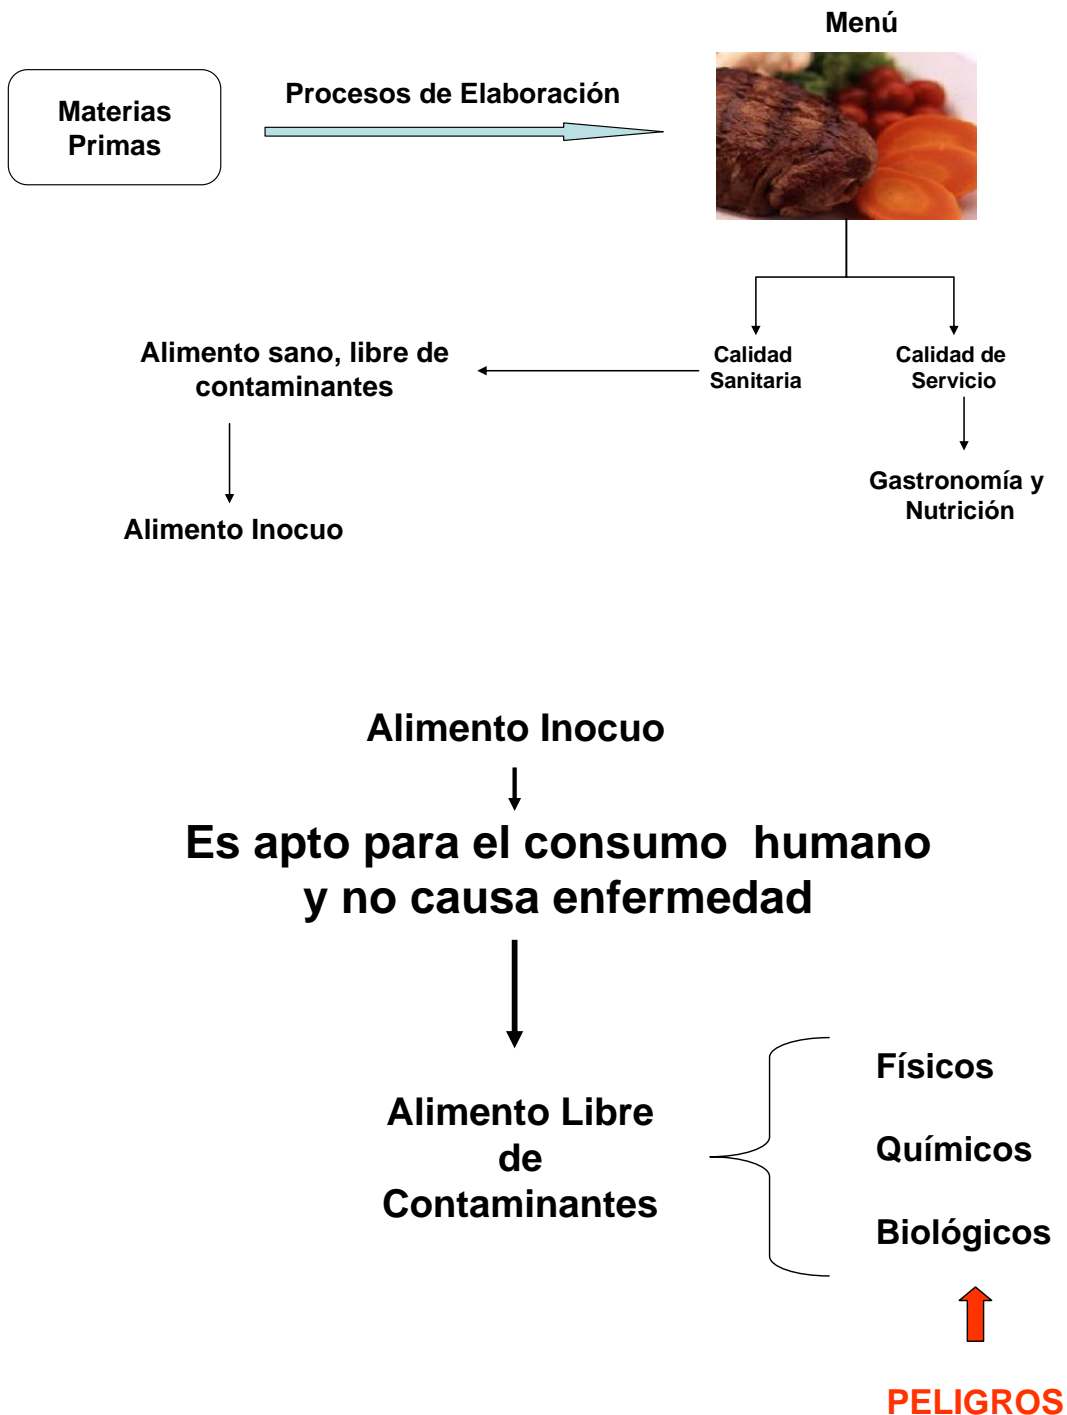 Menú
Materias
Primas
Procesos de Elaboración
Alimento sano, libre de
contaminantes
Calidad
Sanitaria
Calidad de
Servicio
Gastronomía y
Nutrición
Alimento Inocuo
Alimento Inocuo
Es apto para el consumo humano
y no causa enfermedad
Alimento Libre
de
Contaminantes
Físicos
Químicos
Biológicos
PELIGROS